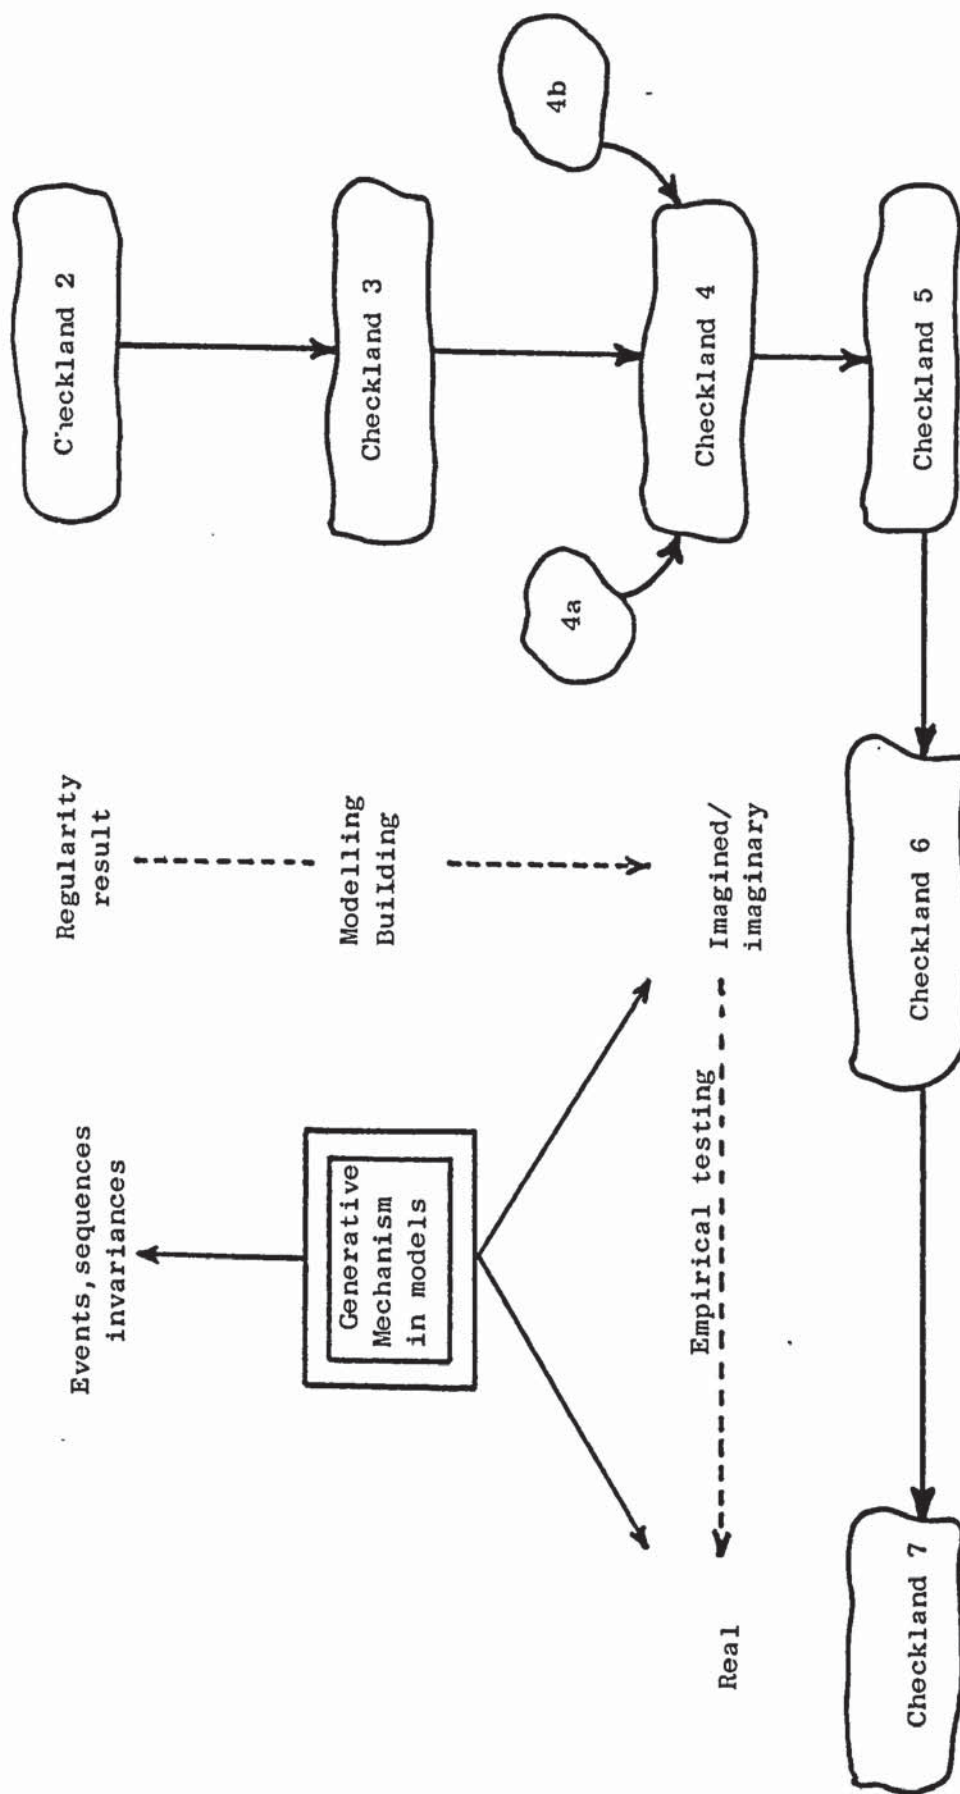 Events,sequences
invariances
Regularity
result
Checkland 2
Generative
Mechanism
in models
Modelling
Building
Checkland 3
4a
4b
Real
Empirical testing
Imagined/
imaginary
Checkland 4
Checkland 7
Checkland 6
Checkland 5